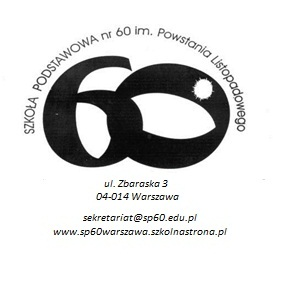 SZKOŁA PODSTAWOWA nr 60 im. Powstania Listopadowego
60
ul. Zbaraska 3
04-014 Warszawa
sekretariat@sp60.edu.pl
www.sp60warszawa.szkolnastrona.pl